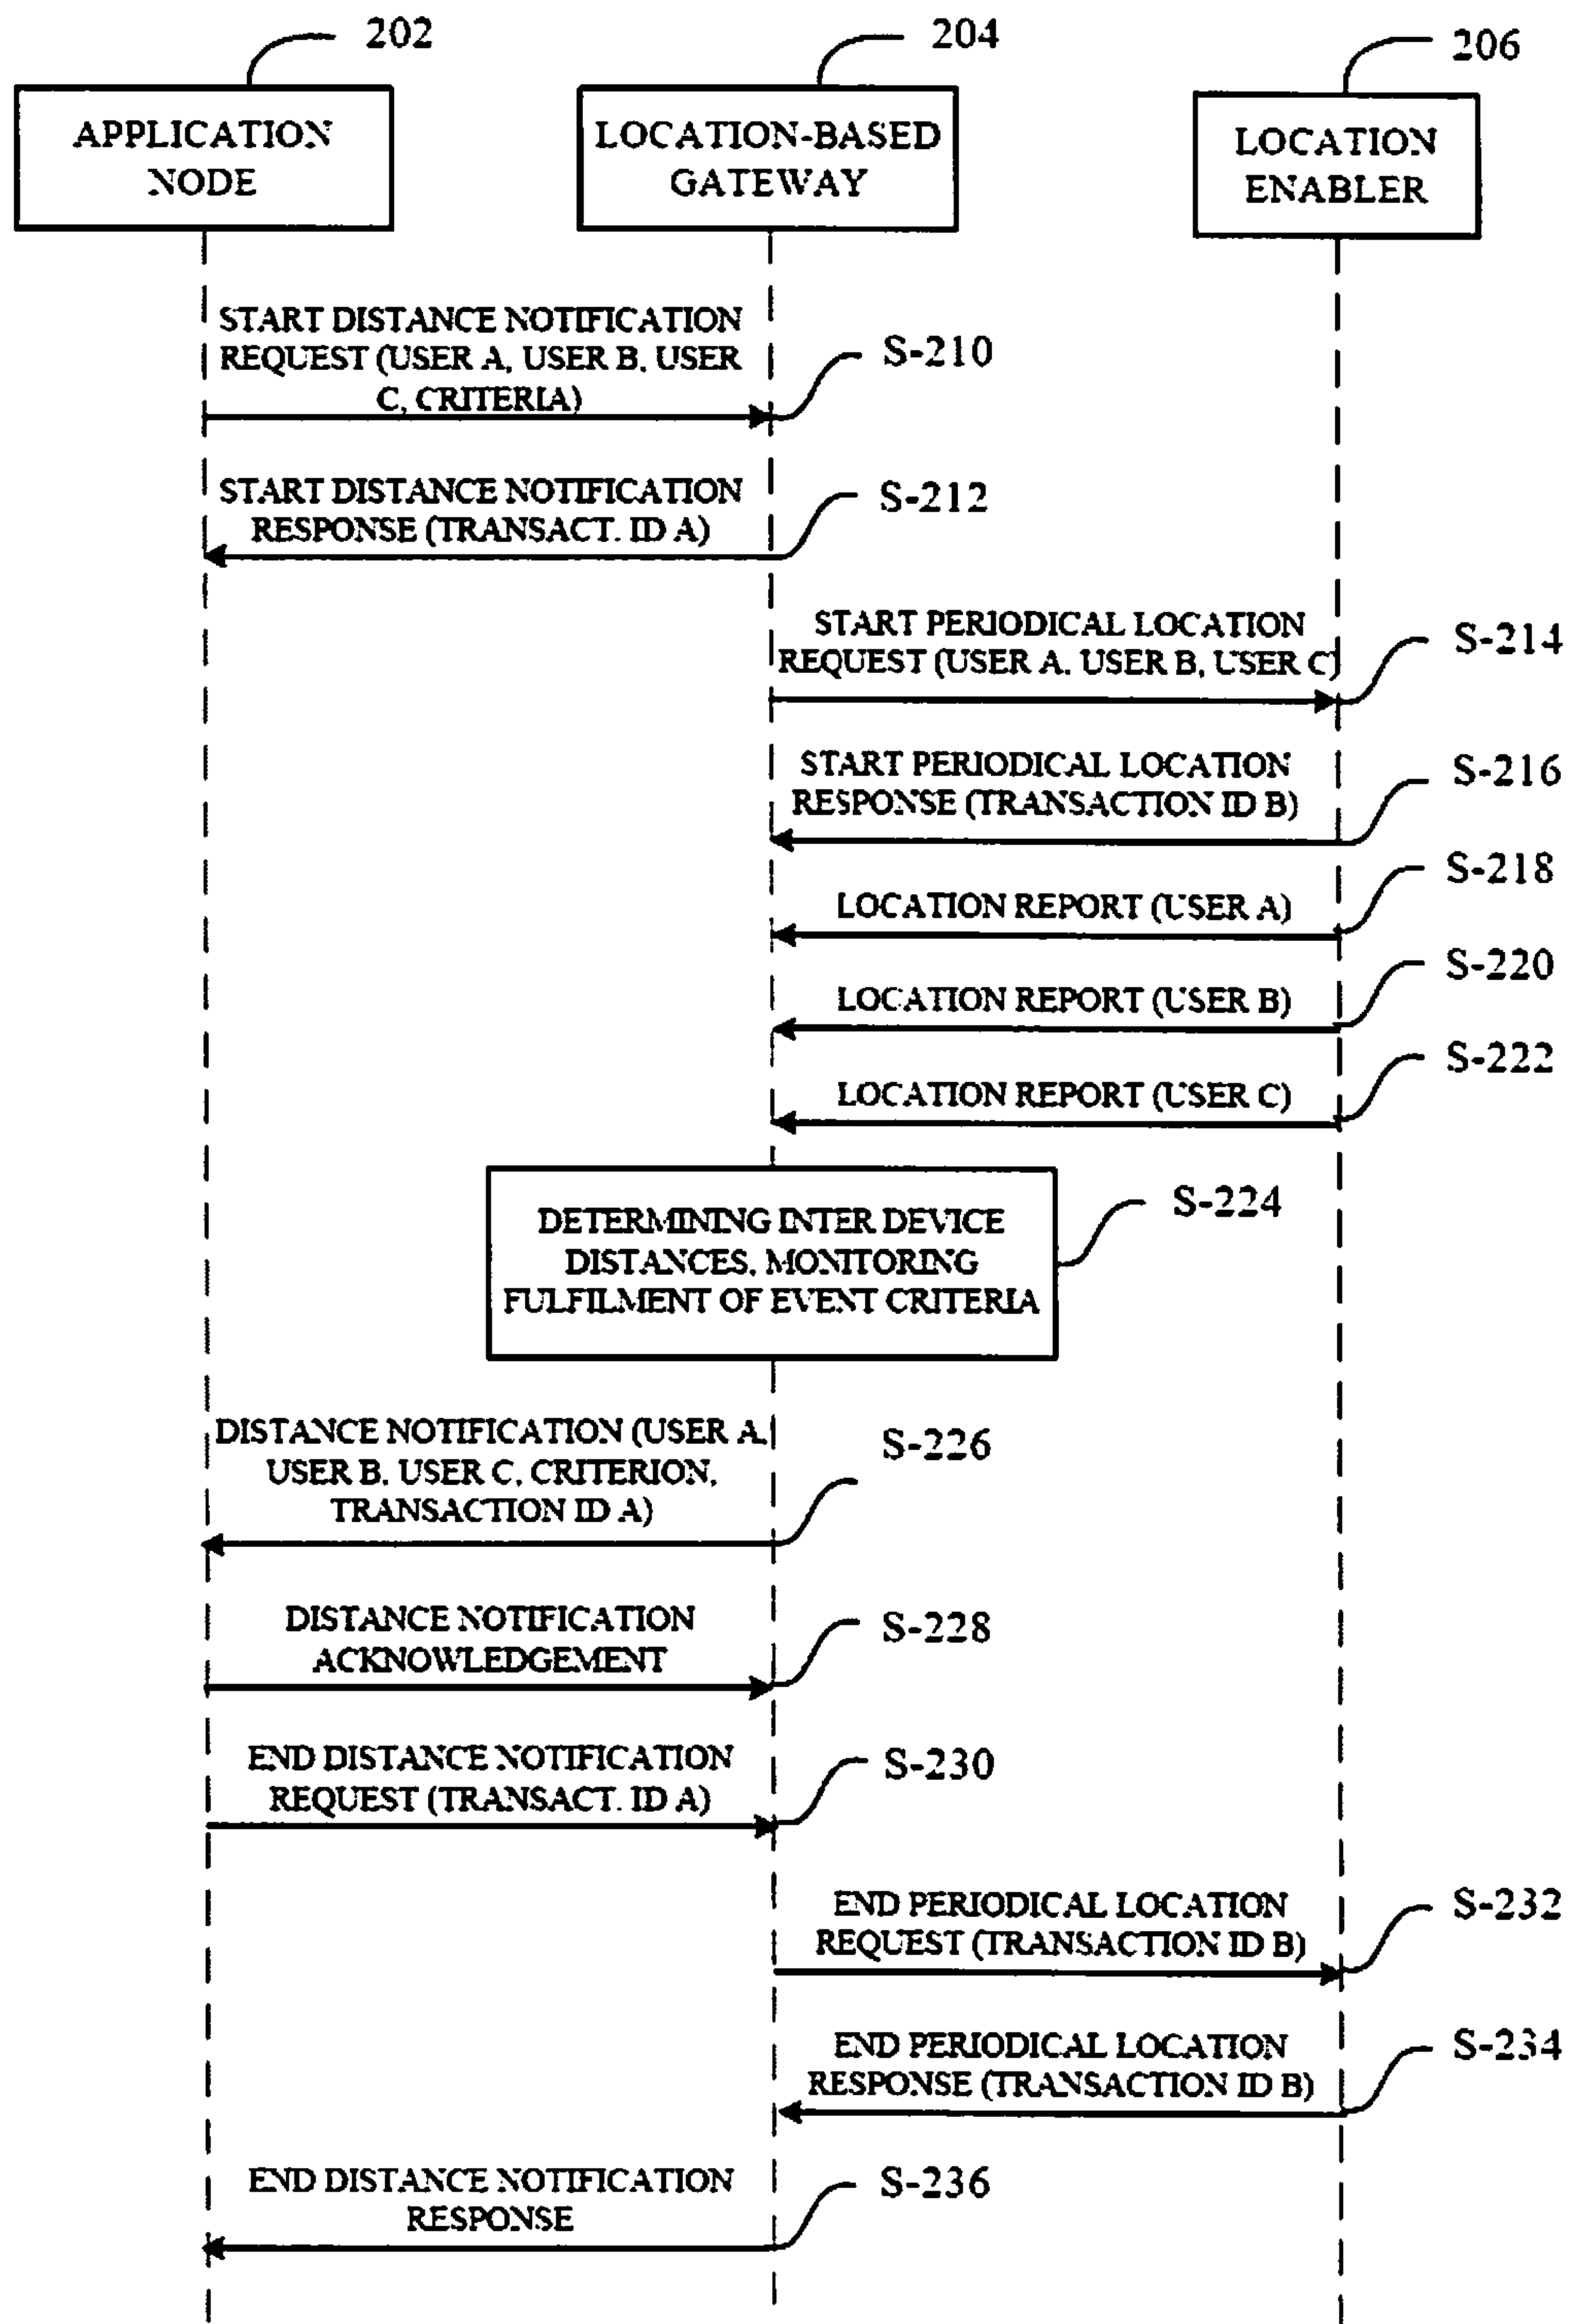 202
204
206
APPLICATION
NODE
LOCATION-BASED
GATEWAY
LOCATION
ENABLER
START DISTANCE NOTIFICATION
REQUEST (USER A, USER B, USER
C, CRITERIA)
S-210
START DISTANCE NOTIFICATION
RESPONSE (TRANSACT. ID A)
S-212
START PERIODICAL LOCATION
REQUEST (USER A, USER B, USER C)
S-214
START PERIODICAL LOCATION
RESPONSE (TRANSACTION ID B)
S-216
LOCATION REPORT (USER A)
S-218
LOCATION REPORT (USER B)
S-220
LOCATION REPORT (USER C)
S-222
DETERMINING INTER DEVICE
DISTANCES, MONITORING
FULFILMENT OF EVENT CRITERIA
S-224
DISTANCE NOTIFICATION (USER A,
USER B, USER C, CRITERION,
TRANSACTION ID A)
S-226
DISTANCE NOTIFICATION
ACKNOWLEDGEMENT
S-228
END DISTANCE NOTIFICATION
REQUEST (TRANSACT. ID A)
S-230
END PERIODICAL LOCATION
REQUEST (TRANSACTION ID B)
S-232
END PERIODICAL LOCATION
RESPONSE (TRANSACTION ID B)
S-234
END DISTANCE NOTIFICATION
RESPONSE
S-236